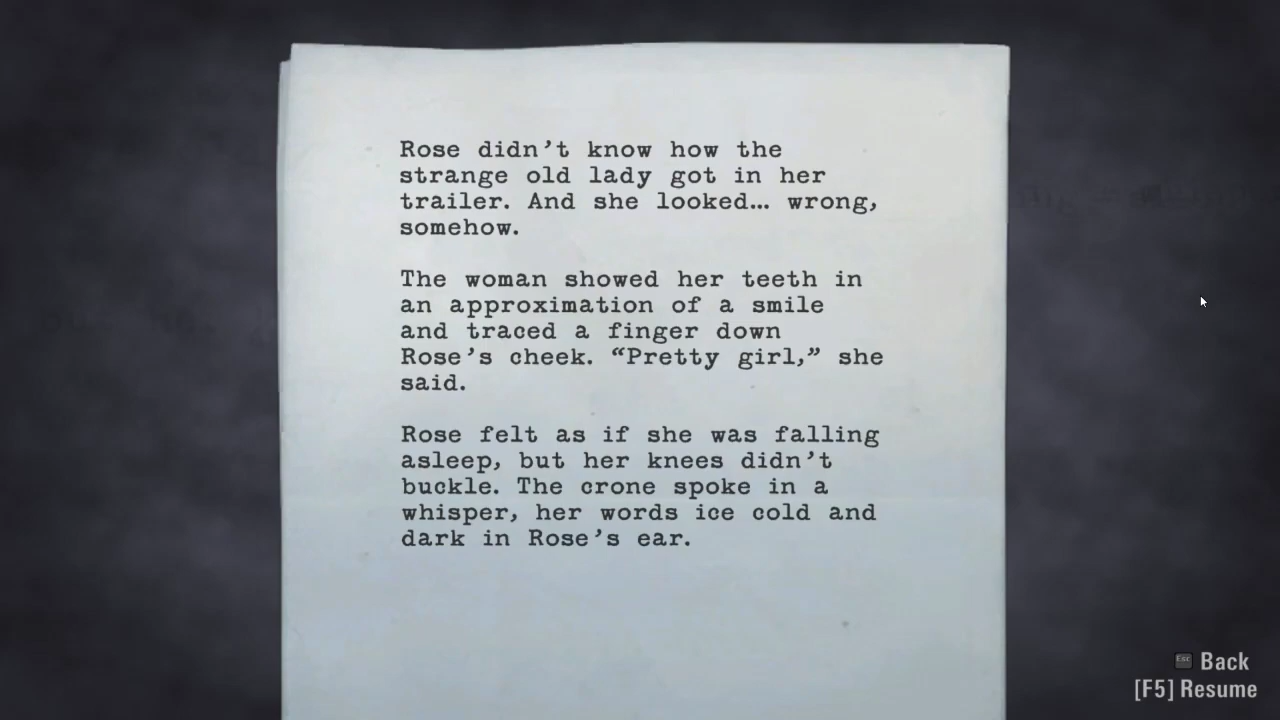 Rose didn’t know how the
strange old lady got in her
trailer. And she looked… wrong,
somehow.
The woman showed her teeth in
an approximation of a smile
and traced a finger down
Rose’s cheek. “Pretty girl,” she
said.
Rose felt as if she was falling
asleep, but her knees didn’t
buckle. The crone spoke in a
whisper, her words ice cold and
dark in Rose’s ear.
Esc Back
[F5] Resume